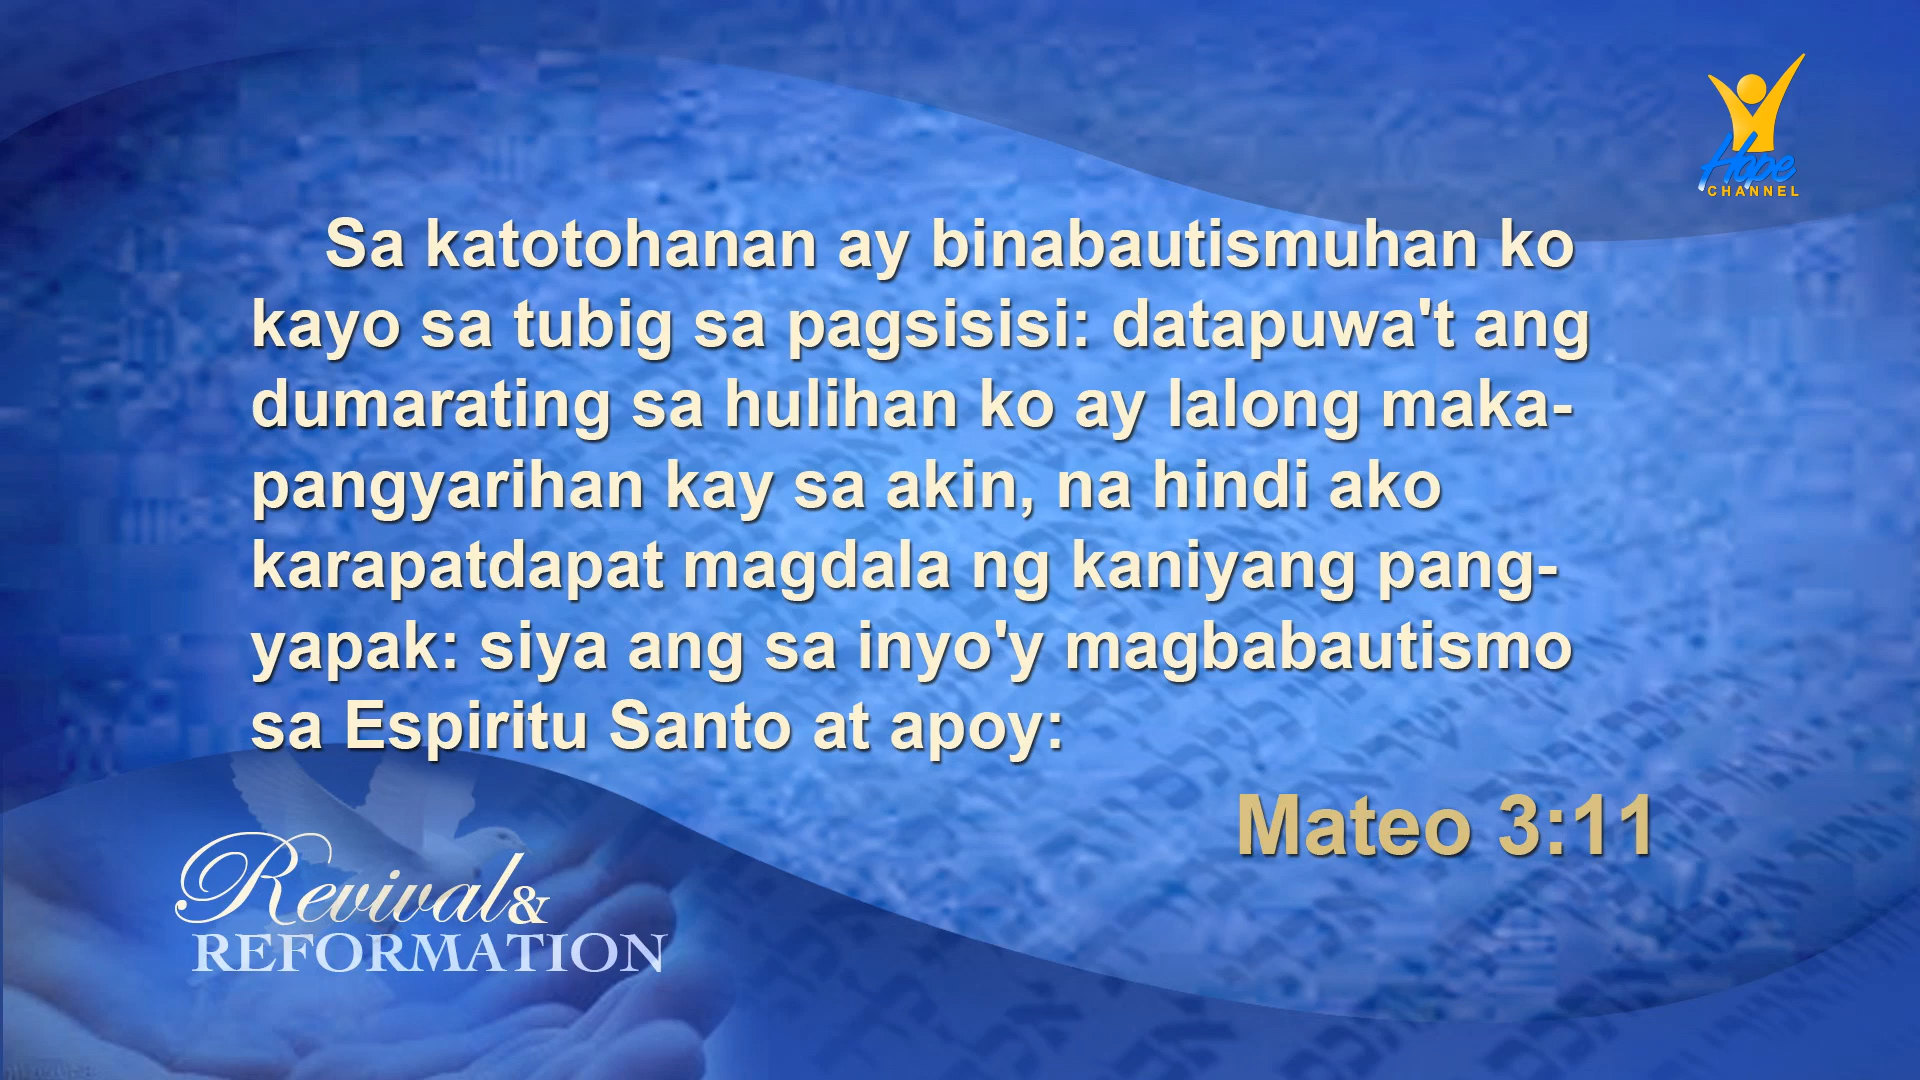 Hope
CHANNEL
Sa katotohanan ay binabautismuhan ko
kayo sa tubig sa pagsisisi: datapuwa't ang
dumarating sa hulihan ko ay lalong maka-
pangyarihan kay sa akin, na hindi ako
karapatdapat magdala ng kaniyang pang-
yapak: siya ang sa inyo'y magbabautismo
sa Espiritu Santo at apoy:
Mateo 3:11
Revival &
REFORMATION